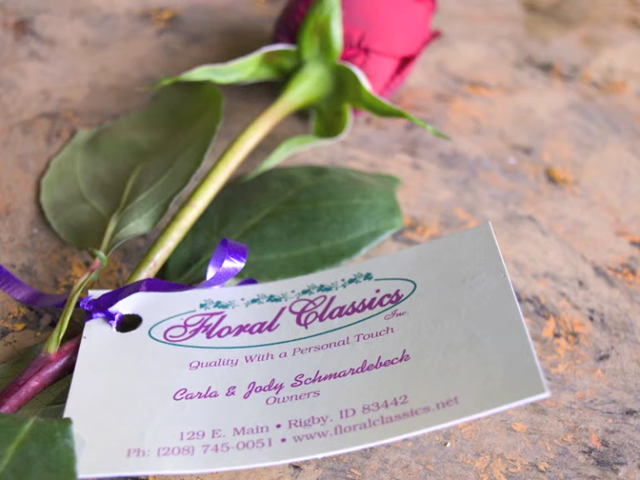 Floral Classics Inc.
Quality With a Personal Touch
Carla & Jody Schmardebeck
Owners
129 E. Main • Rigby, ID 83442
Ph: (208) 745-0051 • www.floralclassics.net